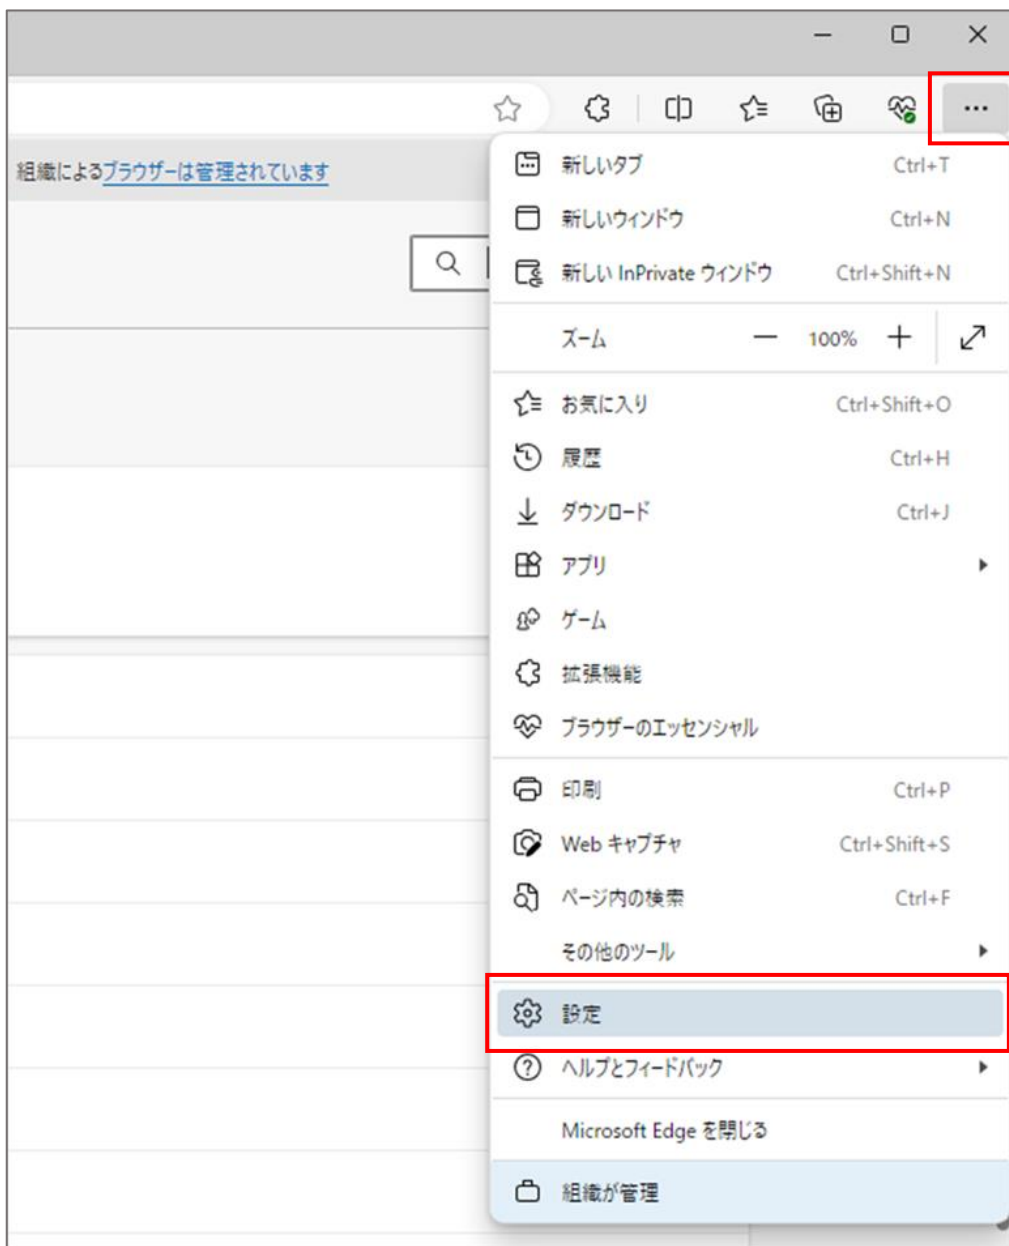 組織によるブラウザーは管理されています
新しいタブ Ctrl+T
新しいウィンドウ Ctrl+N
新しい InPrivate ウィンドウ Ctrl+Shift+N
ズーム 100%
お気に入り Ctrl+Shift+O
履歴 Ctrl+H
ダウンロード Ctrl+J
アプリ
ゲーム
拡張機能
ブラウザーのエッセンシャル
印刷 Ctrl+P
Web キャプチャ Ctrl+Shift+S
ページ内の検索 Ctrl+F
その他のツール
設定
ヘルプとフィードバック
Microsoft Edge を閉じる
組織が管理